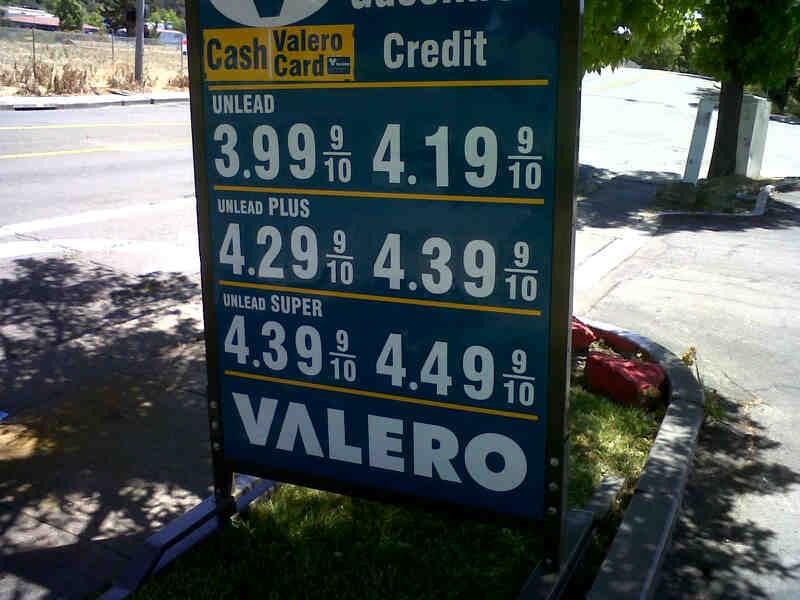 Cash Valero Card Credit
UNLEAD
3.99 9/10 4.19 9/10
UNLEAD PLUS
4.29 9/10 4.39 9/10
UNLEAD SUPER
4.39 9/10 4.49 9/10
VALERO